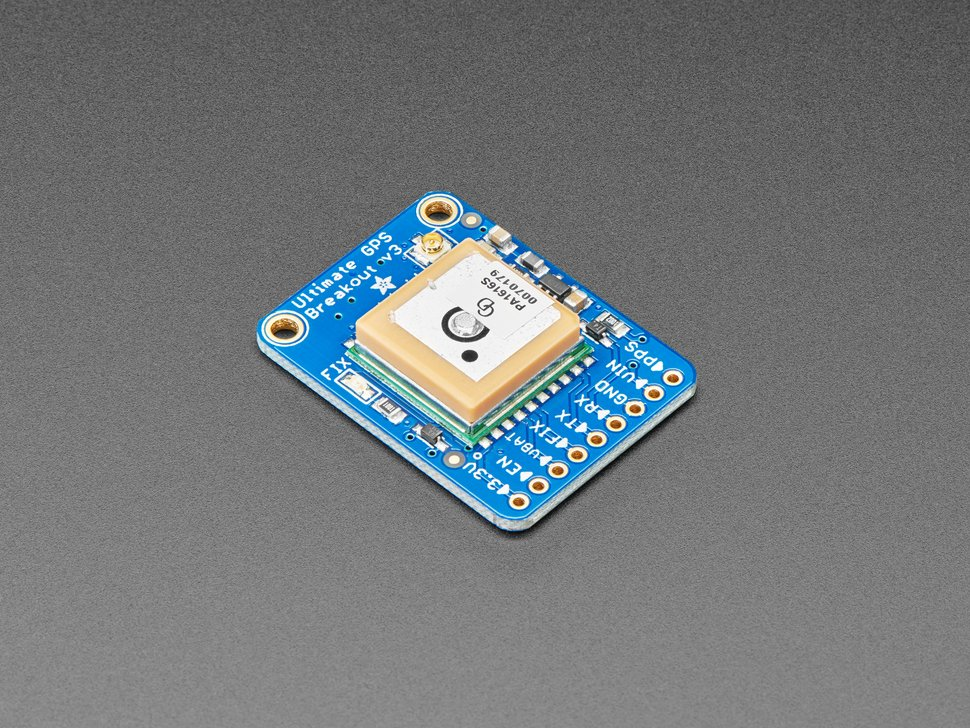 Ultimate GPS
Breakout v3
PA1616S
0070179
FIX
PPS
VIN
GND
RX
TX
FIX
VBAT
EN
3.3V